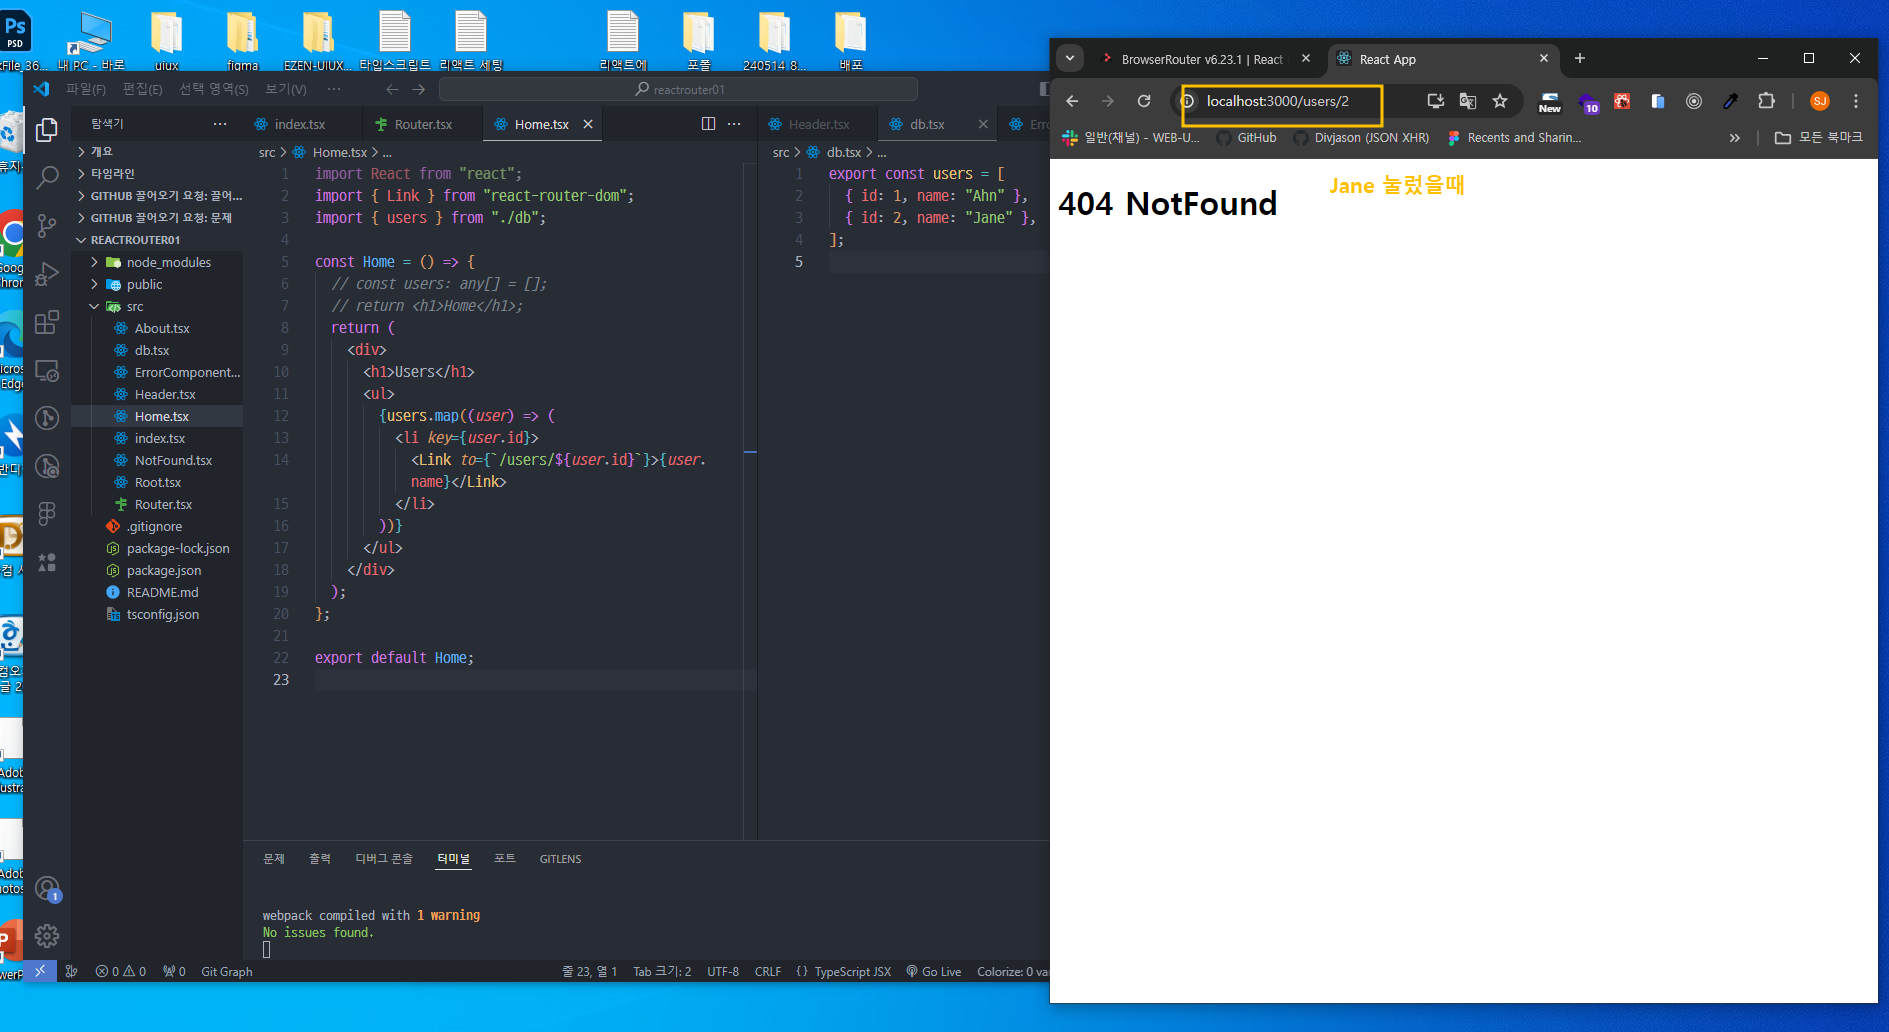 Ps
PSD
kFile_36...
내 PC - 바로
uiux
figma
EZEN-UIUX...
타입스크립트
리액트 세팅
리액트에
포폴
240514 8...
배포
파일(F)
편집(E)
선택 영역(S)
보기(V)
···
reactrouter01
탐색기
···
index.tsx
Router.tsx
Home.tsx
···
Header.tsx
db.tsx
개요
타임라인
GITHUB 끌어오기 요청: 끌어...
GITHUB 끌어오기 요청: 문제
REACTROUTER01
node_modules
public
src
About.tsx
db.tsx
ErrorComponent...
Header.tsx
Home.tsx
index.tsx
NotFound.tsx
Root.tsx
Router.tsx
.gitignore
package-lock.json
package.json
README.md
tsconfig.json
src > Home.tsx > ...
1 import React from "react";
2 import { Link } from "react-router-dom";
3 import { users } from "./db";
4
5 const Home = () => {
6 // const users: any[] = [];
7 // return <h1>Home</h1>;
8 return (
9 <div>
10 <h1>Users</h1>
11 <ul>
12 {users.map((user) => (
13 <li key={user.id}>
14 <Link to={`/users/${user.id}`}>{user.
name}</Link>
15 </li>
16 ))}
17 </ul>
18 </div>
19 );
20 };
21
22 export default Home;
23
src > db.tsx > ...
1 export const users = [
2 { id: 1, name: "Ahn" },
3 { id: 2, name: "Jane" },
4 ];
5
문제
출력
디버그 콘솔
터미널
포트
GITLENS
webpack compiled with 1 warning
No issues found.
0
0
0
Git Graph
줄 23, 열 1
Tab 크기: 2
UTF-8
CRLF
{ } TypeScript JSX
Go Live
Colorize: 0 va
1
BrowserRouter v6.23.1 | React
React App
localhost:3000/users/2
New
10
SJ
일반(채널) - WEB-U...
GitHub
Divjason (JSON XHR)
Recents and Sharin...
»
모든 북마크
404 NotFound
Jane 눌렀을때